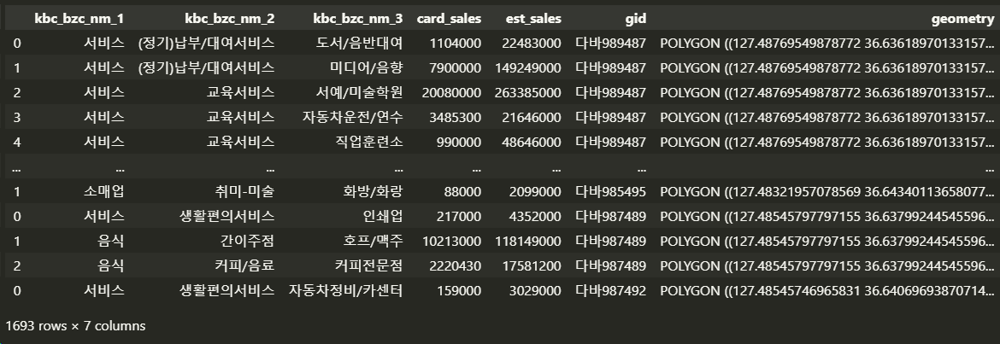 kbc_bzc_nm_1 kbc_bzc_nm_2 kbc_bzc_nm_3 card_sales est_sales gid geometry
0 서비스 (정기)납부/대여서비스 도서/음반대여 1104000 22483000 다바989487 POLYGON ((127.48769549878772 36.63618970133157...
1 서비스 (정기)납부/대여서비스 미디어/음향 7900000 149249000 다바989487 POLYGON ((127.48769549878772 36.63618970133157...
2 서비스 교육서비스 서예/미술학원 20080000 263385000 다바989487 POLYGON ((127.48769549878772 36.63618970133157...
3 서비스 교육서비스 자동차운전/연수 3485300 21646000 다바989487 POLYGON ((127.48769549878772 36.63618970133157...
4 서비스 교육서비스 직업훈련소 990000 48646000 다바989487 POLYGON ((127.48769549878772 36.63618970133157...
... ... ... ... ... ... ... ...
1 소매업 취미-미술 화방/화랑 88000 2099000 다바985495 POLYGON ((127.48321957078569 36.64340113658077...
0 서비스 생활편의서비스 인쇄업 217000 4352000 다바987489 POLYGON ((127.48545797797155 36.63799244545596...
1 음식 간이주점 호프/맥주 10213000 118149000 다바987489 POLYGON ((127.48545797797155 36.63799244545596...
2 음식 커피/음료 커피전문점 2220430 17581200 다바987489 POLYGON ((127.48545797797155 36.63799244545596...
0 서비스 생활편의서비스 자동차정비/카센터 159000 3029000 다바987492 POLYGON ((127.48545746965831 36.64069693870714...
1693 rows × 7 columns